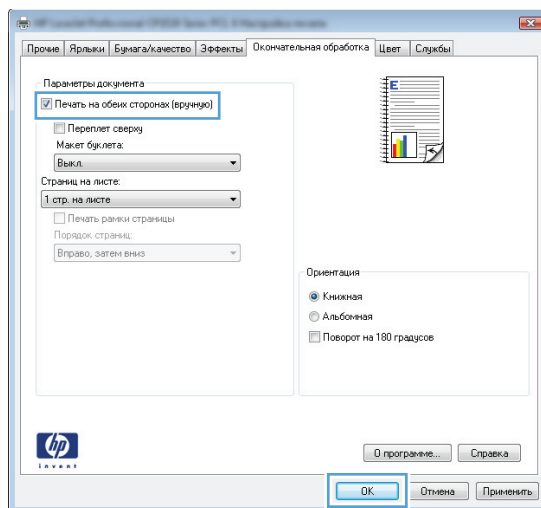 Прочие Ярлыки Бумага/качество Эффекты Окончательная обработка Цвет Службы
Параметры документа
Печать на обеих сторонах (вручную)
Переплет сверху
Макет буклета:
Выкл.
Страниц на листе:
1 стр. на листе
Печать рамки страницы
Порядок страниц:
Вправо, затем вниз
E
Ориентация
Книжная
Альбомная
Поворот на 180 градусов
hp
invent
О программе... Справка
OK Отмена Применить